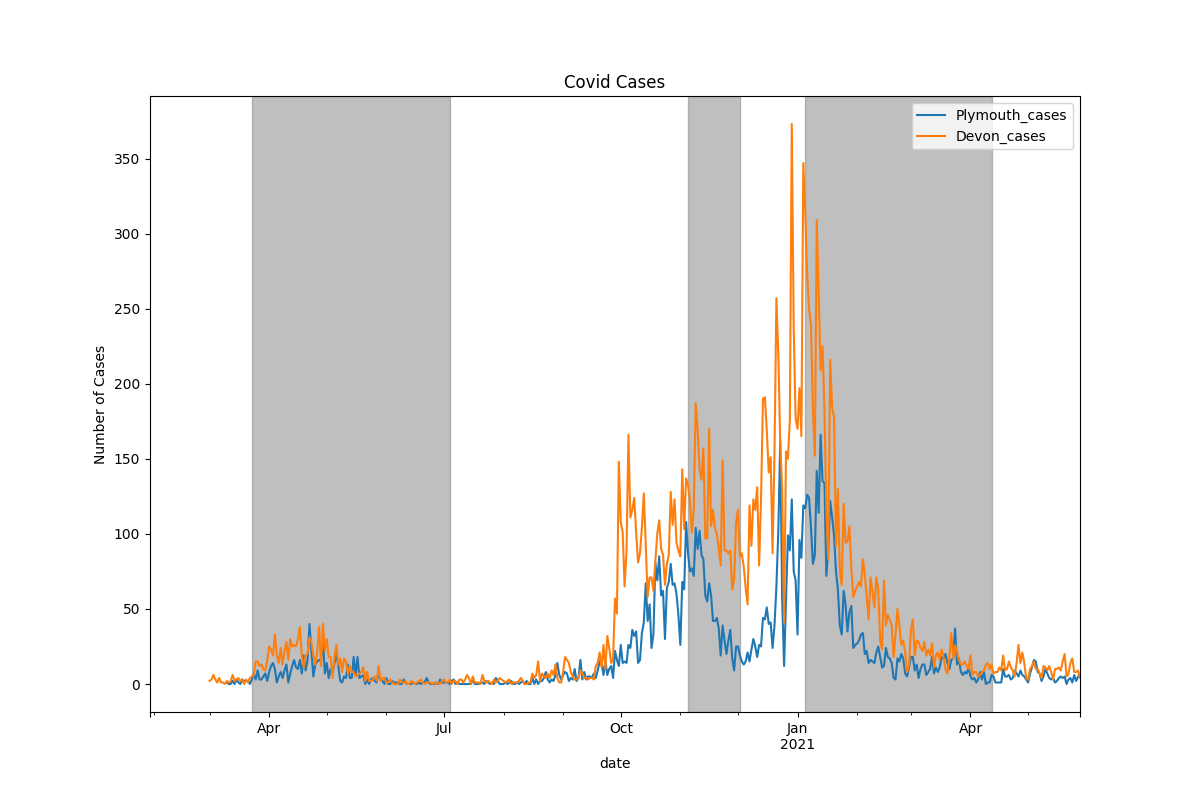 Covid Cases
Plymouth_cases
Devon_cases
Number of Cases
350
300
250
200
150
100
50
0
Apr
Jul
Oct
Jan
2021
Apr
date